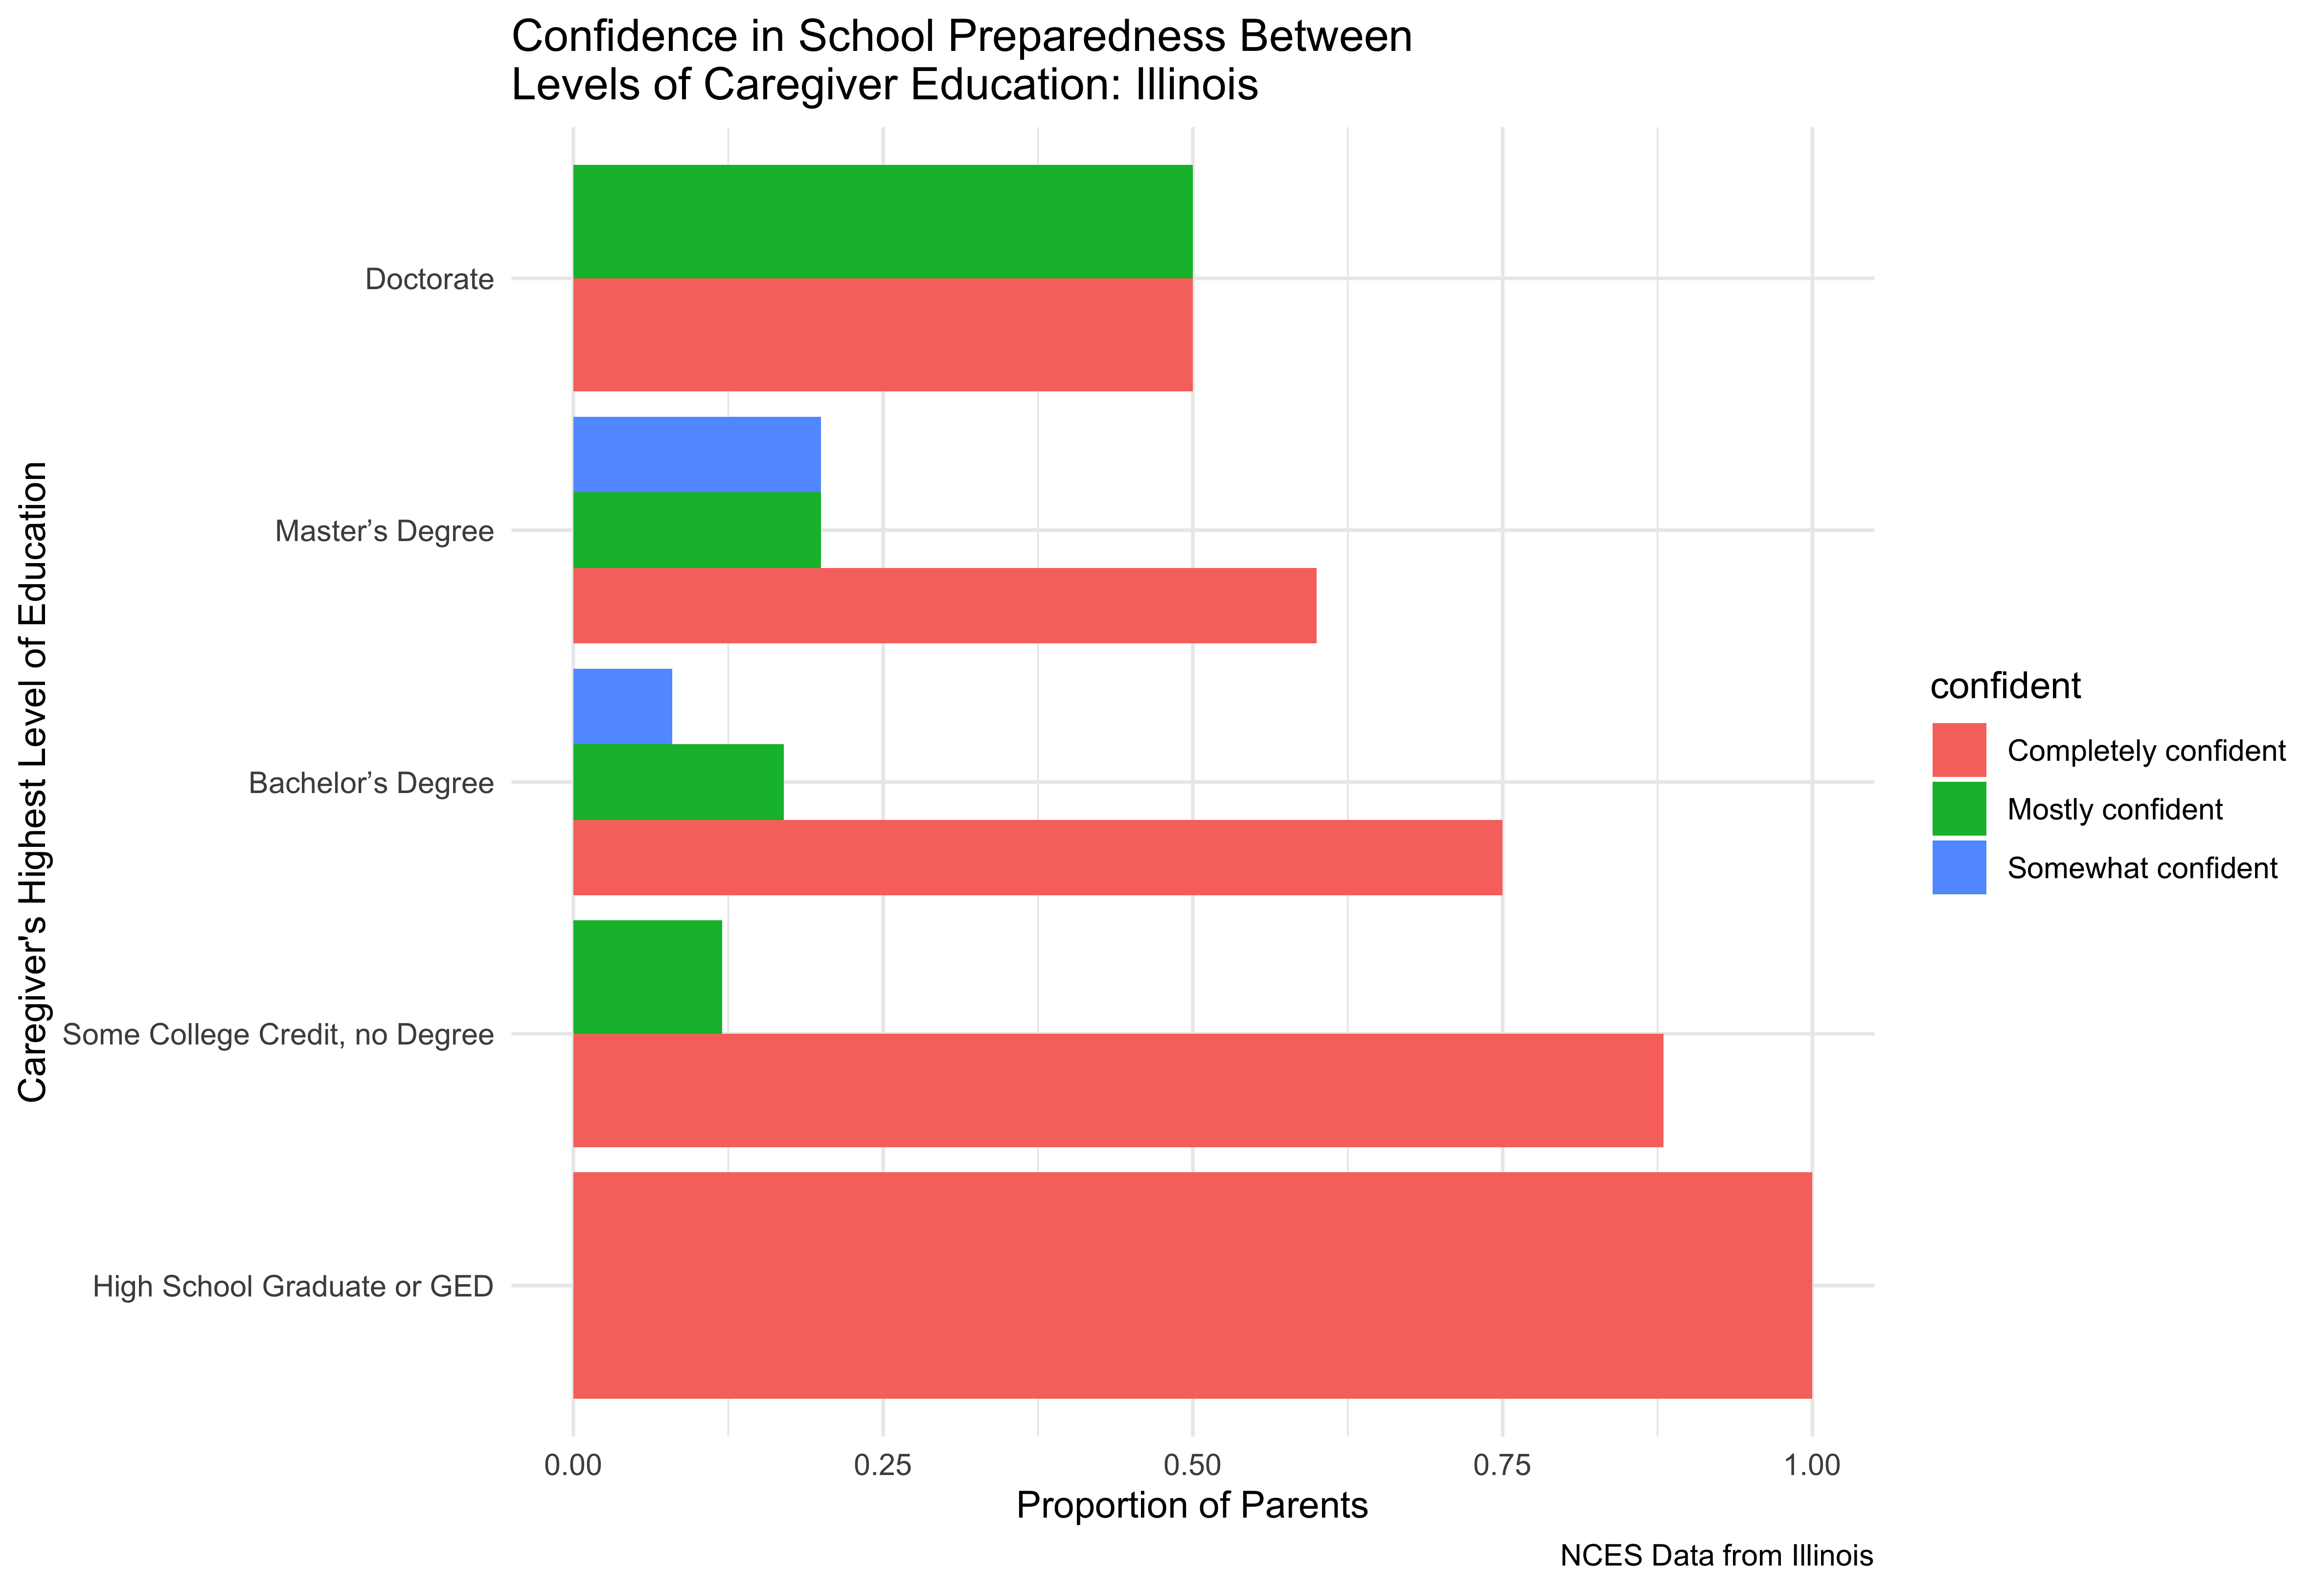 Confidence in School Preparedness Between
Levels of Caregiver Education: Illinois
Caregiver's Highest Level of Education
Doctorate
Master’s Degree
Bachelor’s Degree
Some College Credit, no Degree
High School Graduate or GED
0.00 0.25 0.50 0.75 1.00
Proportion of Parents
confident
Completely confident
Mostly confident
Somewhat confident
NCES Data from Illinois